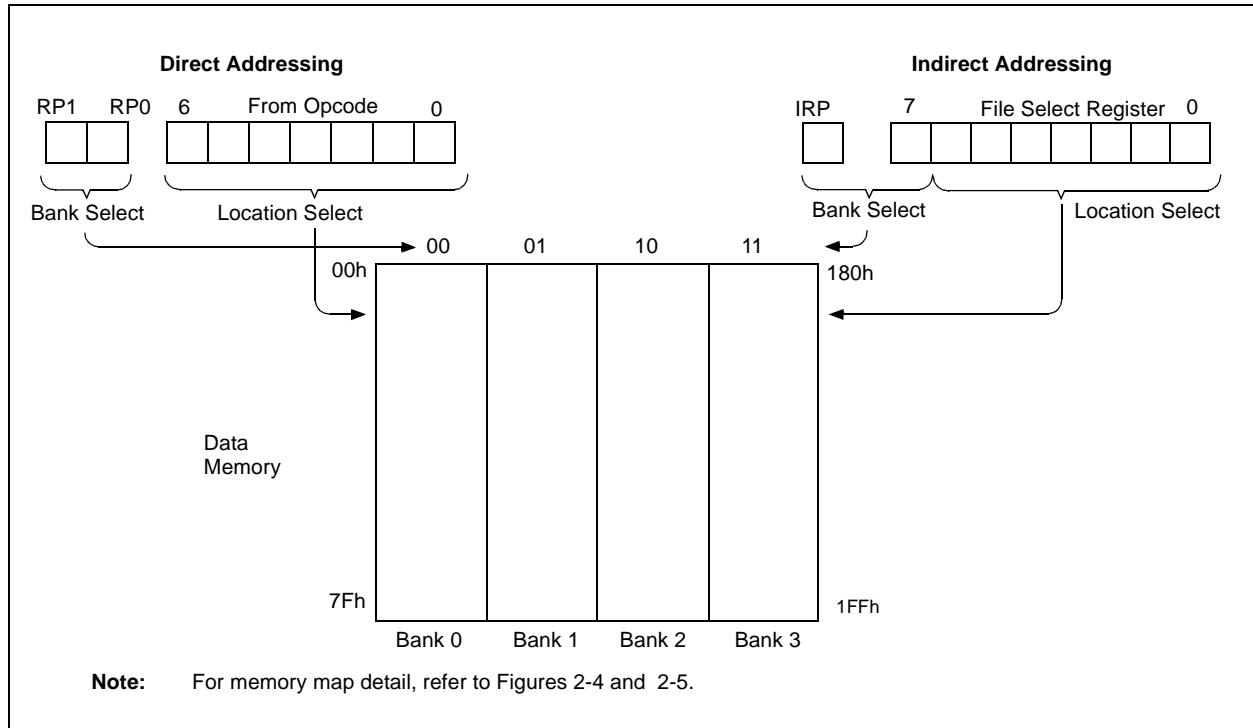 Direct Addressing Indirect Addressing
RP1 RP0 6 From Opcode 0 IRP 7 File Select Register 0
Bank Select Location Select Bank Select Location Select
00 01 10 11
00h 180h
Data
Memory
7Fh 1FFh
Bank 0 Bank 1 Bank 2 Bank 3
Note: For memory map detail, refer to Figures 2-4 and 2-5.